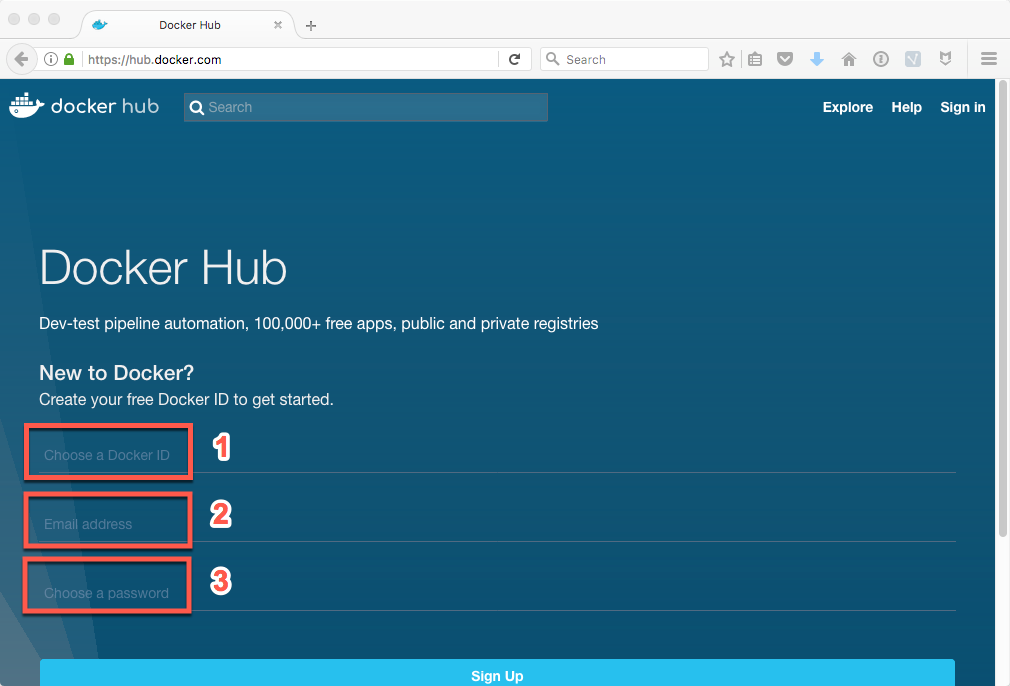 Docker Hub
https://hub.docker.com
Search
docker hub
Search
Explore Help Sign in
Docker Hub
Dev-test pipeline automation, 100,000+ free apps, public and private registries
New to Docker?
Create your free Docker ID to get started.
Choose a Docker ID 1
Email address 2
Choose a password 3
Sign Up